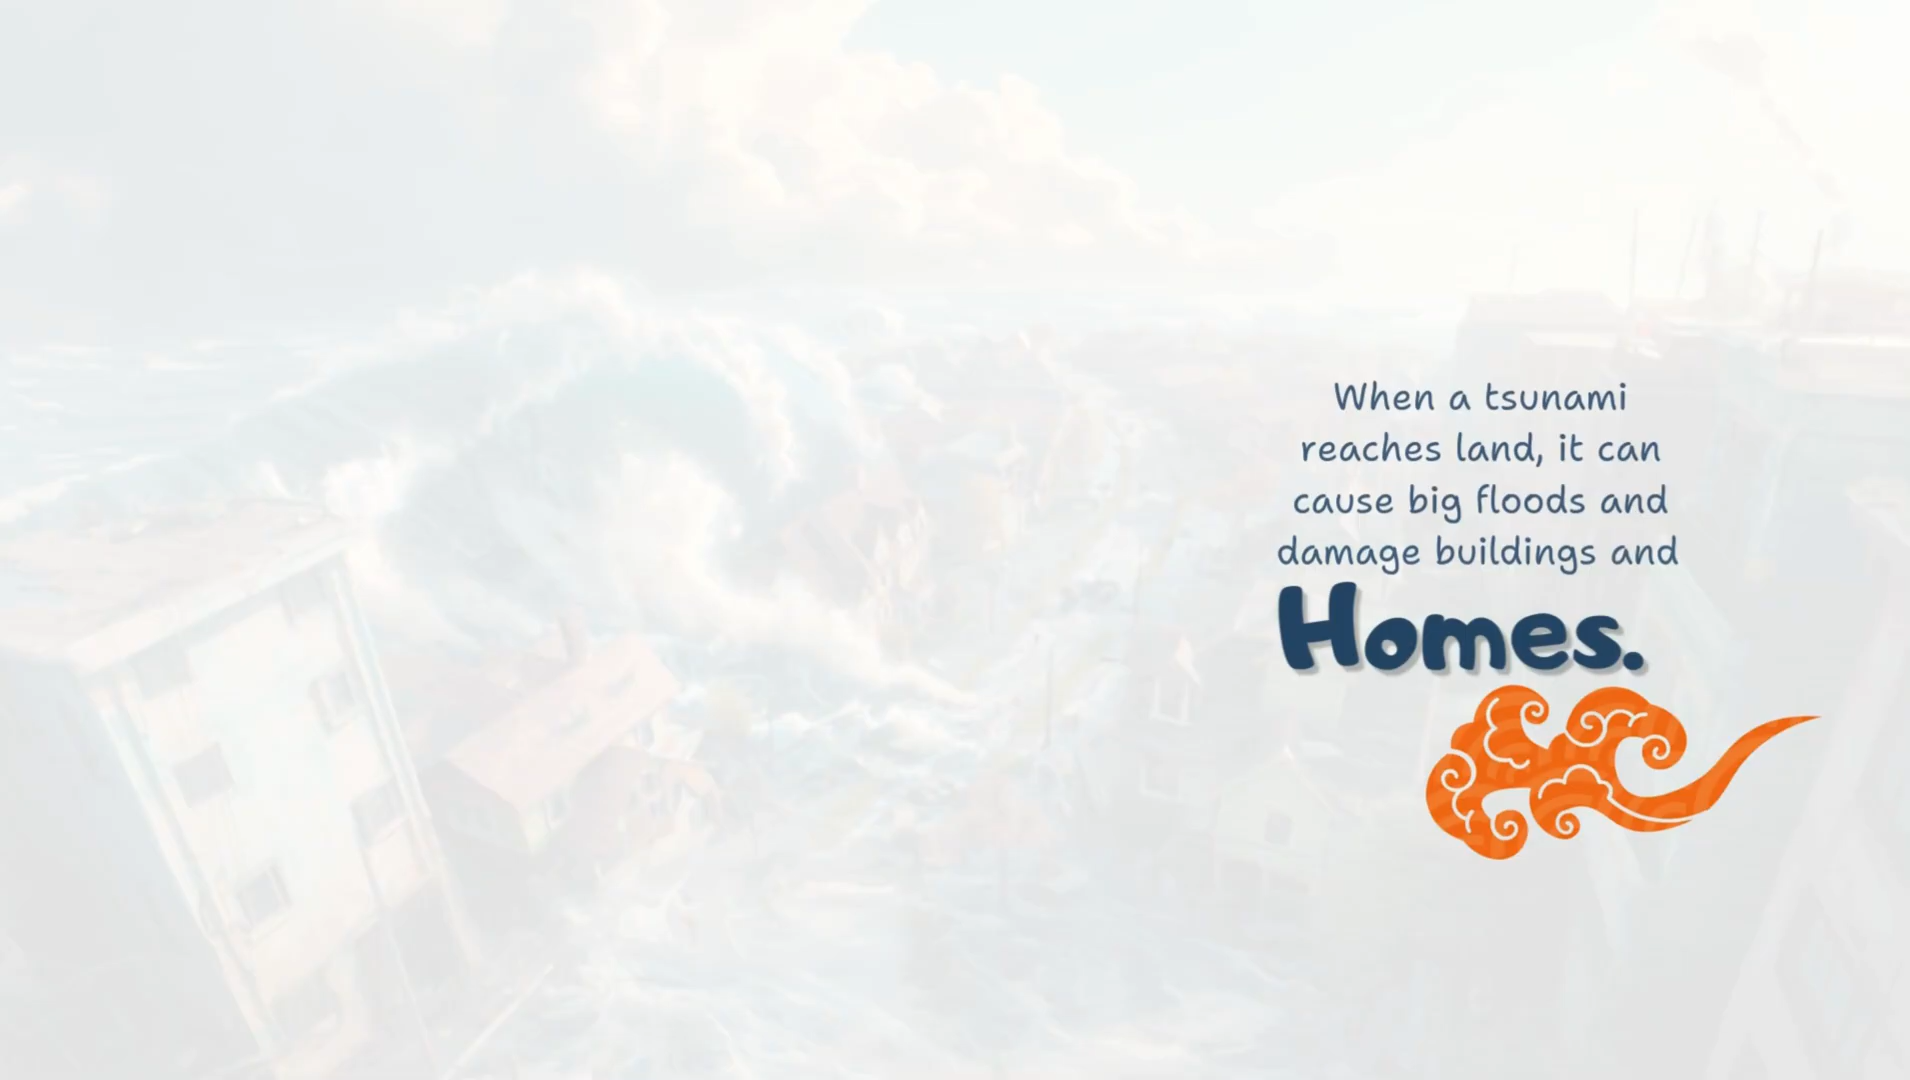 When a tsunami
reaches land, it can
cause big floods and
damage buildings and
Homes.